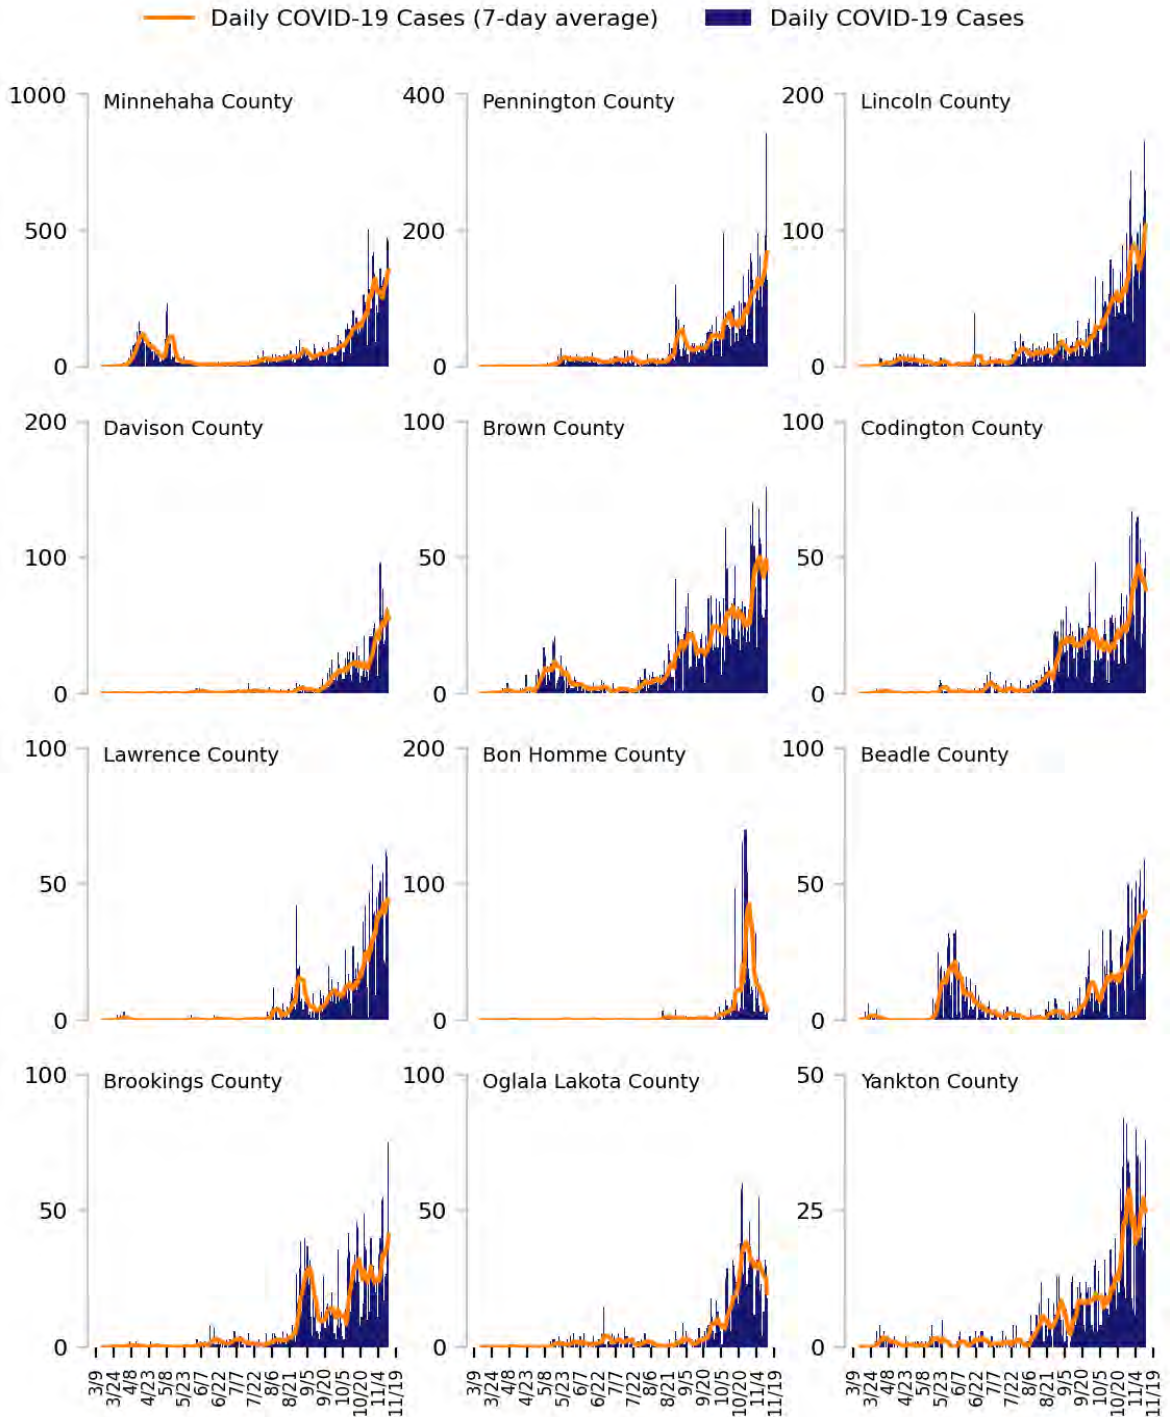 Daily COVID-19 Cases (7-day average) Daily COVID-19 Cases
1000 Minnehaha County 400 Pennington County 200 Lincoln County
500 200 100
0 0 0
200 Davison County 100 Brown County 100 Codington County
100 50 50
0 0 0
100 Lawrence County 200 Bon Homme County 100 Beadle County
50 100 50
0 0 0
100 Brookings County 100 Oglala Lakota County 50 Yankton County
50 50 25
0 0 0
3/9 3/24 4/8 4/23 5/8 5/23 6/7 6/22 7/7 7/22 8/6 8/21 9/5 9/20 10/5 10/20 11/4 11/19 3/9 3/24 4/8 4/23 5/8 5/23 6/7 6/22 7/7 7/22 8/6 8/21 9/5 9/20 10/5 10/20 11/4 11/19 3/9 3/24 4/8 4/23 5/8 5/23 6/7 6/22 7/7 7/22 8/6 8/21 9/5 9/20 10/5 10/20 11/4 11/19